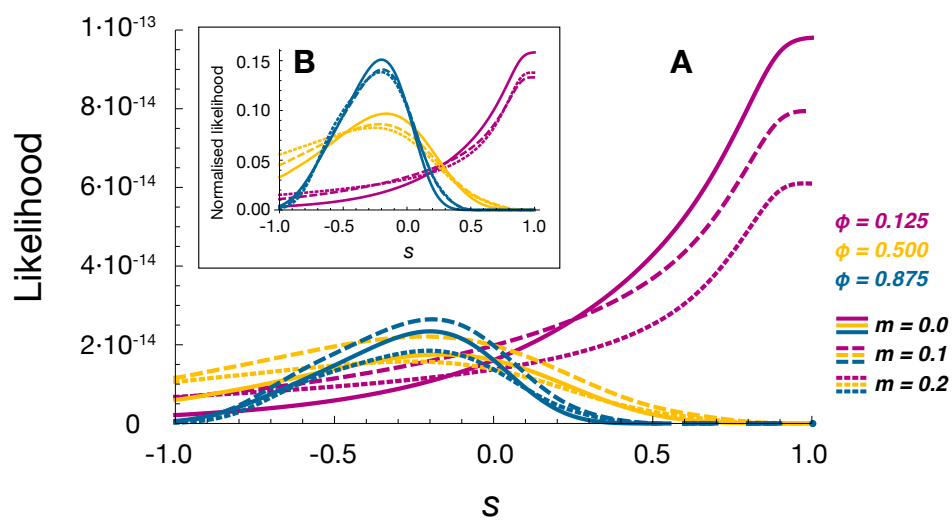 A
Likelihood
1·10⁻¹³
8·10⁻¹⁴
6·10⁻¹⁴
4·10⁻¹⁴
2·10⁻¹⁴
0
-1.0
-0.5
0.0
0.5
1.0
s
B
Normalised likelihood
0.15
0.10
0.05
0.00
-1.0
-0.5
0.0
0.5
1.0
s
ϕ = 0.125
ϕ = 0.500
ϕ = 0.875
m = 0.0
m = 0.1
m = 0.2